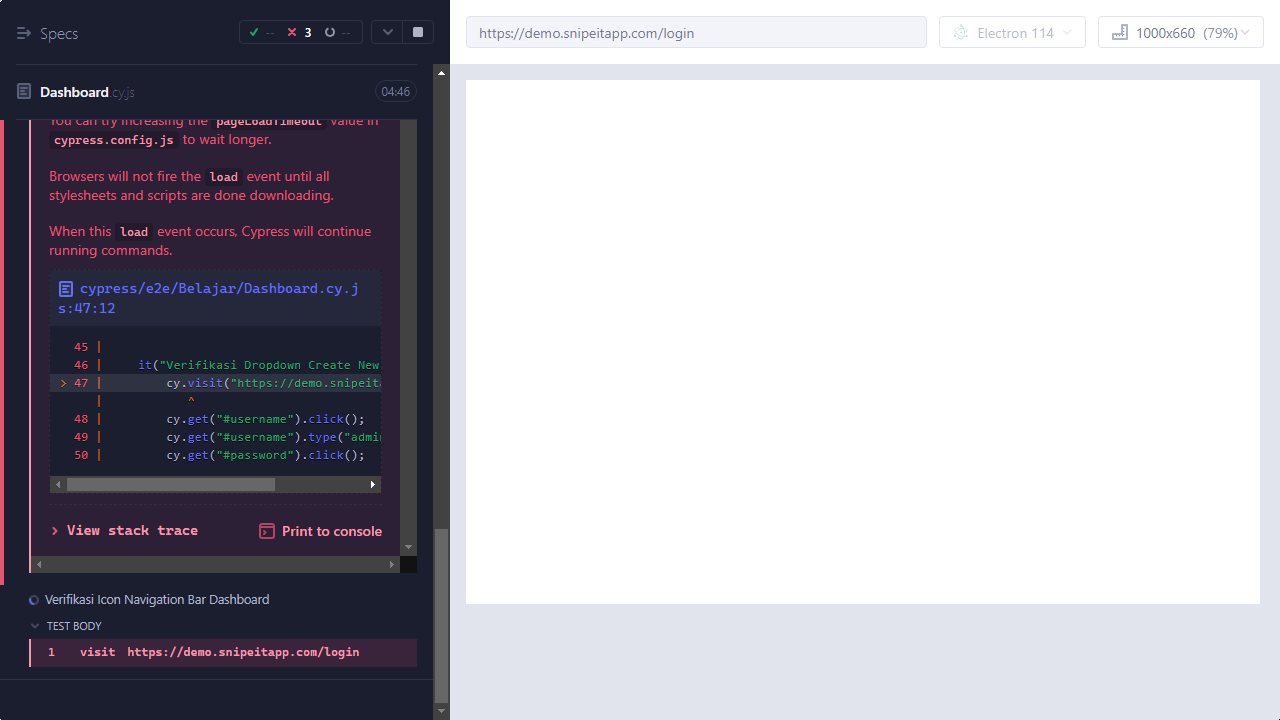 Specs
-- 3 --
https://demo.snipeitapp.com/login
Electron 114
1000x660 (79%)
Dashboard.cy.js
04:46
You can try increasing the pageLoadTimeout value in
cypress.config.js to wait longer.
Browsers will not fire the load event until all
stylesheets and scripts are done downloading.
When this load event occurs, Cypress will continue
running commands.
cypress/e2e/Belajar/Dashboard.cy.j
s:47:12
45 |
46 | it("Verifikasi Dropdown Create New
> 47 | cy.visit("https://demo.snipeita
| ^
48 | cy.get("#username").click();
49 | cy.get("#username").type("admin
50 | cy.get("#password").click();
> View stack trace
Print to console
Verifikasi Icon Navigation Bar Dashboard
TEST BODY
1 visit https://demo.snipeitapp.com/login